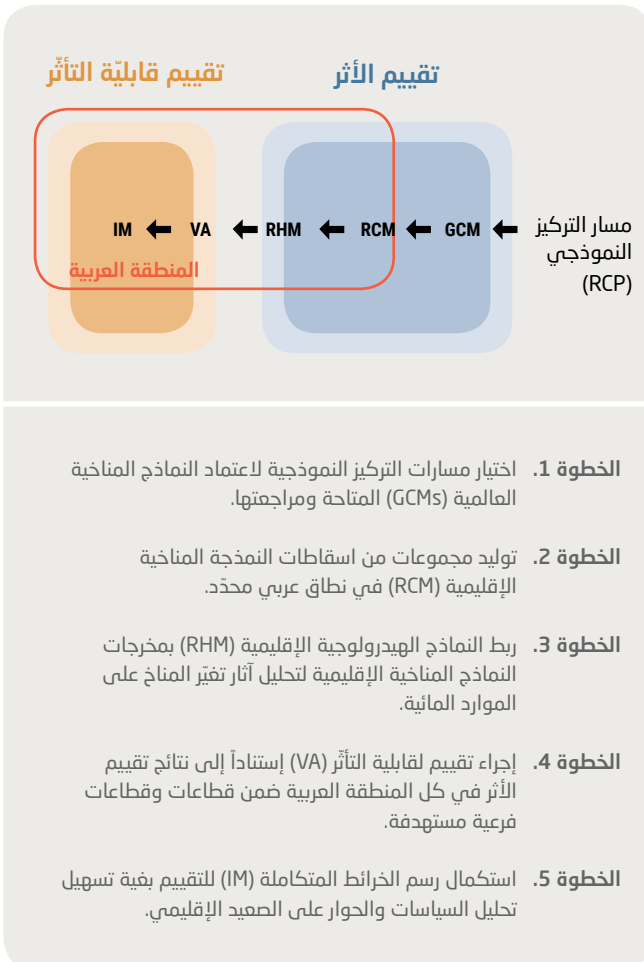 تقييم الأثر
تقييم قابليّة التأثّر
مسار التركيز
النموذجي
(RCP)
GCM
RCM
RHM
VA
IM
المنطقة العربية
الخطوة 1. اختيار مسارات التركيز النموذجية لاعتماد النماذج المناخية
العالمية (GCMs) المتاحة ومراجعتها.
الخطوة 2. توليد مجموعات من اسقاطات النمذجة المناخية
الإقليمية (RCM) في نطاق عربي محدّد.
الخطوة 3. ربط النماذج الهيدرولوجية الإقليمية (RHM) بمخرجات
النماذج المناخية الإقليمية لتحليل آثار تغيّر المناخ على
الموارد المائية.
الخطوة 4. إجراء تقييم لقابلية التأثّر (VA) إستناداً إلى نتائج تقييم
الأثر في كل المنطقة العربية ضمن قطاعات وقطاعات
فرعية مستهدفة.
الخطوة 5. استكمال رسم الخرائط المتكاملة (IM) للتقييم بغية تسهيل
تحليل السياسات والحوار على الصعيد الإقليمي.